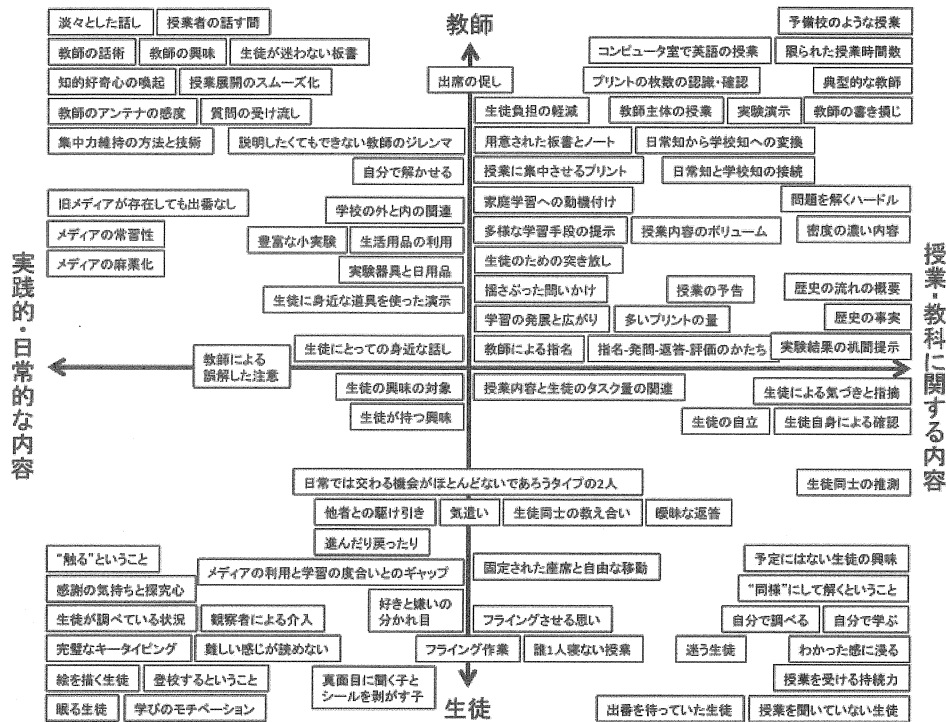 教師
淡々とした話し
授業者の話す間
予備校のような授業
教師の話術
教師の興味
生徒が迷わない板書
コンピュータ室で英語の授業
限られた授業時間数
知的好奇心の喚起
授業展開のスムーズ化
出席の促し
プリントの枚数の認識・確認
典型的な教師
教師のアンテナの感度
質問の受け流し
生徒負担の軽減
教師主体の授業
実験演示
教師の書き損じ
集中力維持の方法と技術
説明したくてもできない教師のジレンマ
用意された板書とノート
日常知から学校知への変換
自分で解かせる
授業に集中させるプリント
日常知と学校知の接続
旧メディアが存在しても出番なし
学校の外と内の関連
家庭学習への動機付け
問題を解くハードル
メディアの常習性
豊富な小実験
生活用品の利用
多様な学習手段の提示
授業内容のボリューム
密度の濃い内容
メディアの麻薬化
実験器具と日用品
生徒のための突き放し
生徒に身近な道具を使った演示
揺さぶった問いかけ
授業の予告
歴史の流れの概要
学習の発展と広がり
多いプリントの量
歴史の事実
生徒にとっての身近な話し
教師による指名
指名-発問-返答-評価のかたち
実験結果の机間提示
教師による
誤解した注意
実践的・日常的な内容
授業・教科に関する内容
生徒の興味の対象
授業内容と生徒のタスク量の関連
生徒による気づきと指摘
生徒が持つ興味
生徒の自立
生徒自身による確認
日常では交わる機会がほとんどないであろうタイプの2人
生徒同士の推測
他者との駆け引き
気遣い
生徒同士の教え合い
曖昧な返答
進んだり戻ったり
“触る”ということ
メディアの利用と学習の度合いとのギャップ
固定された座席と自由な移動
予定にはない生徒の興味
感謝の気持ちと探究心
“同様”にして解くということ
生徒が調べている状況
観察者による介入
好きと嫌いの
分かれ目
フライングさせる思い
自分で調べる
自分で学ぶ
完璧なキータイピング
難しい感じが読めない
フライング作業
誰1人寝ない授業
迷う生徒
わかった感に浸る
絵を描く生徒
登校するということ
真面目に聞く子と
シールを剥がす子
授業を受ける持続力
眠る生徒
学びのモチベーション
生徒
出番を待っていた生徒
授業を聞いていない生徒